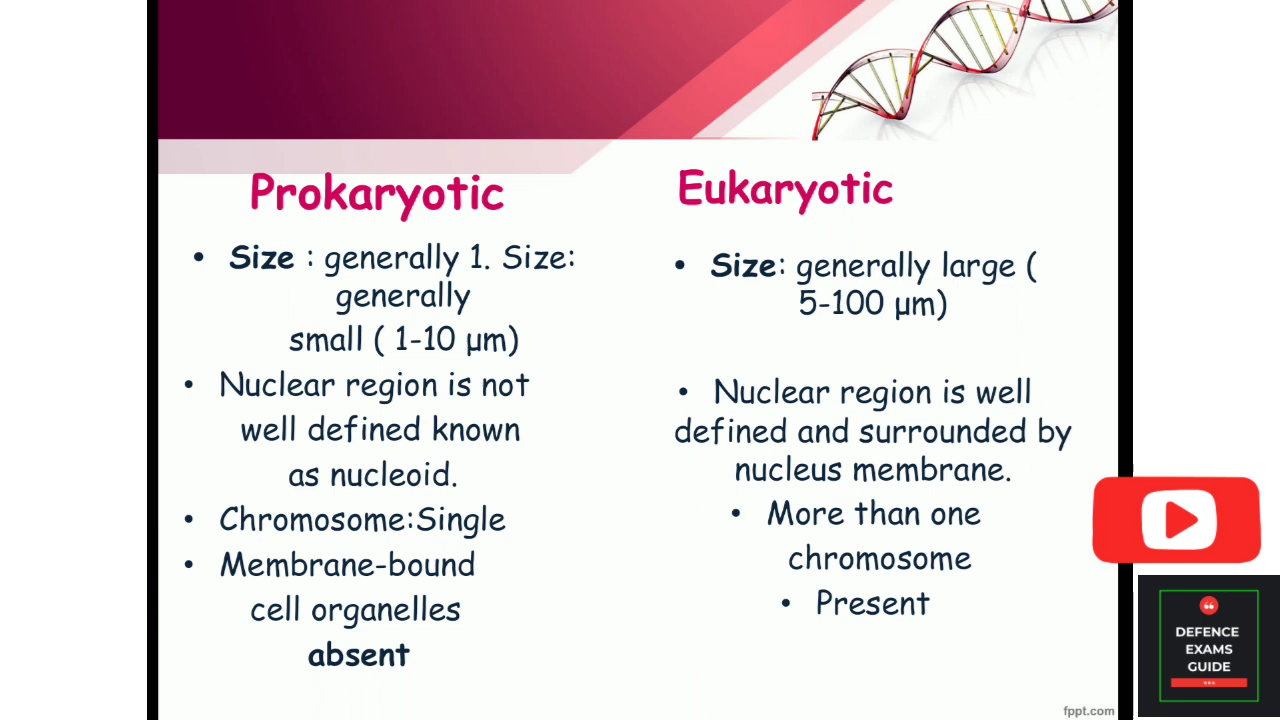 Prokaryotic
• Size : generally 1. Size:
generally
small ( 1-10 µm)
• Nuclear region is not
well defined known
as nucleoid.
• Chromosome:Single
• Membrane-bound
cell organelles
absent
Eukaryotic
• Size: generally large (
5-100 µm)
• Nuclear region is well
defined and surrounded by
nucleus membrane.
• More than one
chromosome
• Present
DEFENCE
EXAMS
GUIDE
fppt.com